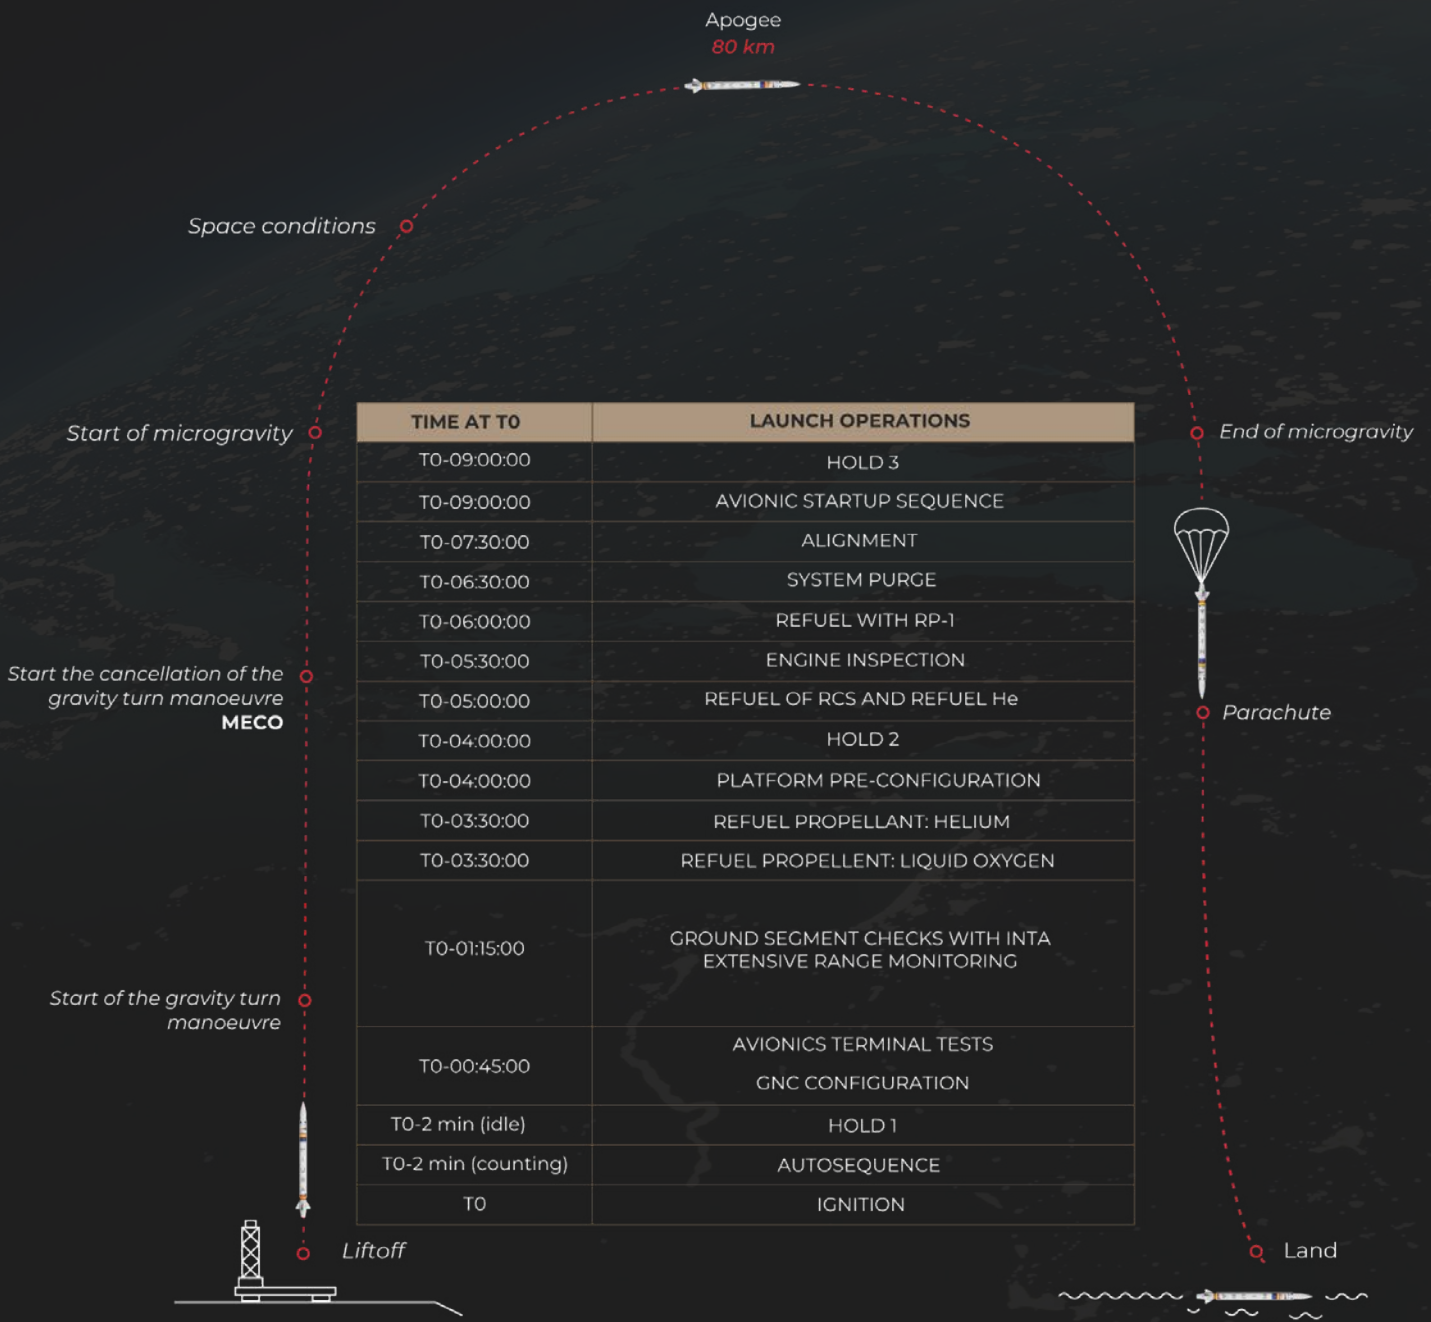 Apogee
80 km
Space conditions
Start of microgravity
End of microgravity
Start the cancellation of the
gravity turn manoeuvre
MECO
Parachute
Start of the gravity turn
manoeuvre
Liftoff
Land
TIME AT T0 LAUNCH OPERATIONS
T0-09:00:00 HOLD 3
T0-09:00:00 AVIONIC STARTUP SEQUENCE
T0-07:30:00 ALIGNMENT
T0-06:30:00 SYSTEM PURGE
T0-06:00:00 REFUEL WITH RP-1
T0-05:30:00 ENGINE INSPECTION
T0-05:00:00 REFUEL OF RCS AND REFUEL He
T0-04:00:00 HOLD 2
T0-04:00:00 PLATFORM PRE-CONFIGURATION
T0-03:30:00 REFUEL PROPELLANT: HELIUM
T0-03:30:00 REFUEL PROPELLENT: LIQUID OXYGEN
T0-01:15:00 GROUND SEGMENT CHECKS WITH INTA
EXTENSIVE RANGE MONITORING
T0-00:45:00 AVIONICS TERMINAL TESTS
GNC CONFIGURATION
T0-2 min (idle) HOLD 1
T0-2 min (counting) AUTOSEQUENCE
T0 IGNITION